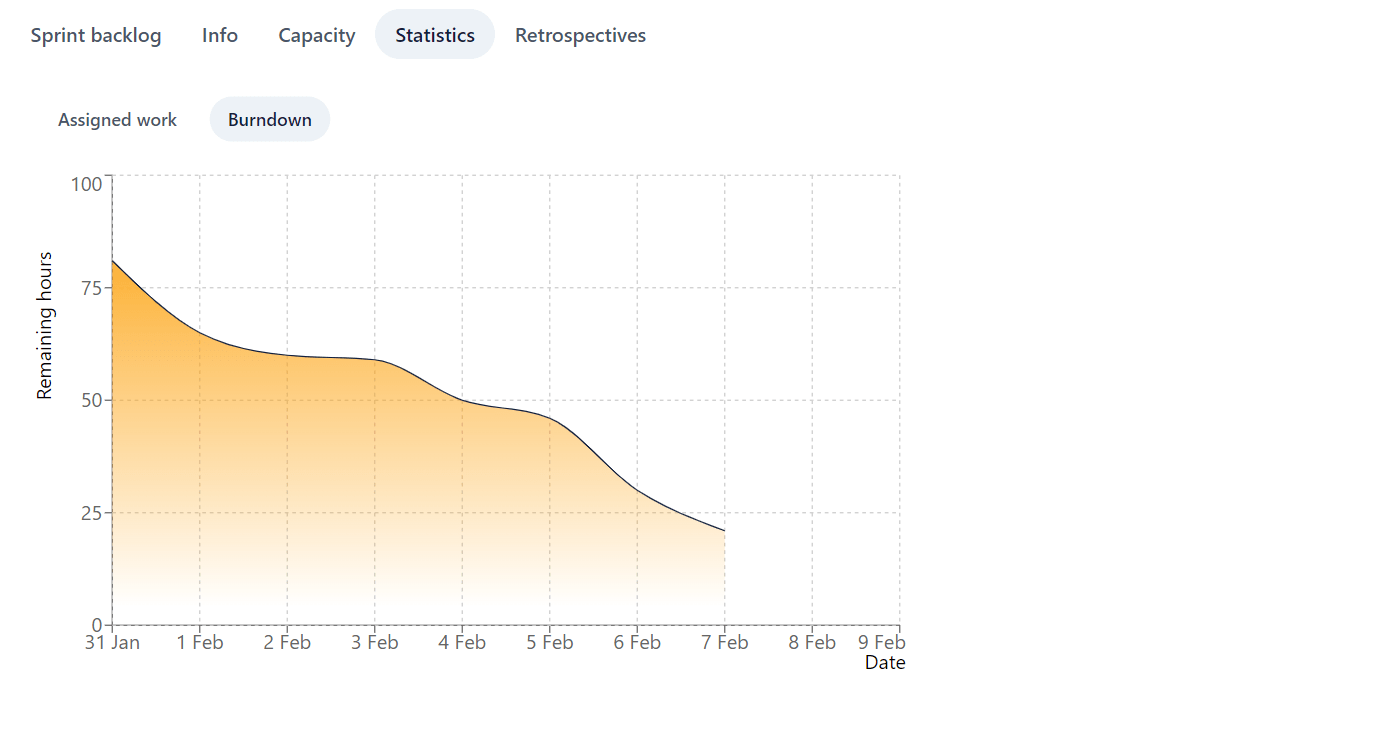 Sprint backlog Info Capacity Statistics Retrospectives
Assigned work Burndown
100
75
50
25
0
Remaining hours
31 Jan 1 Feb 2 Feb 3 Feb 4 Feb 5 Feb 6 Feb 7 Feb 8 Feb 9 Feb
Date